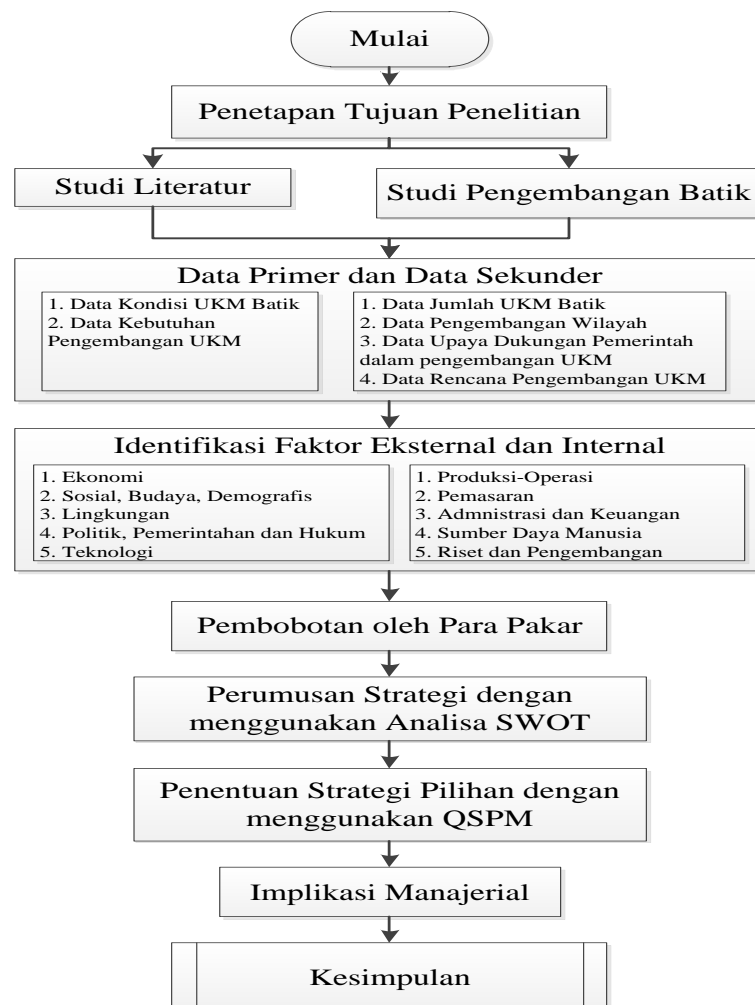 Mulai
Penetapan Tujuan Penelitian
Studi Literatur
Studi Pengembangan Batik
Data Primer dan Data Sekunder
1. Data Kondisi UKM Batik
2. Data Kebutuhan
Pengembangan UKM
1. Data Jumlah UKM Batik
2. Data Pengembangan Wilayah
3. Data Upaya Dukungan Pemerintah
dalam pengembangan UKM
4. Data Rencana Pengembangan UKM
Identifikasi Faktor Eksternal dan Internal
1. Ekonomi
2. Sosial, Budaya, Demografis
3. Lingkungan
4. Politik, Pemerintahan dan Hukum
5. Teknologi
1. Produksi-Operasi
2. Pemasaran
3. Admnistrasi dan Keuangan
4. Sumber Daya Manusia
5. Riset dan Pengembangan
Pembobotan oleh Para Pakar
Perumusan Strategi dengan
menggunakan Analisa SWOT
Penentuan Strategi Pilihan dengan
menggunakan QSPM
Implikasi Manajerial
Kesimpulan